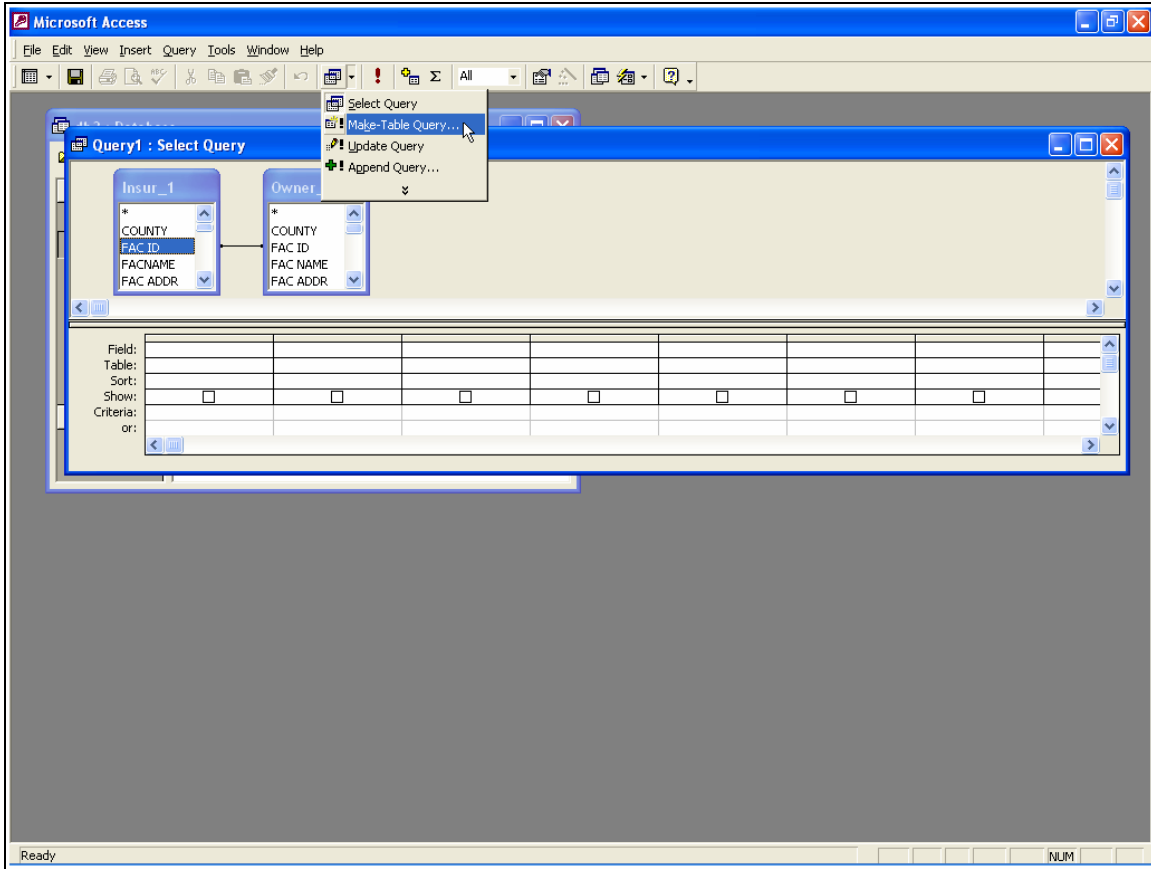 Microsoft Access
File Edit View Insert Query Tools Window Help
ABC All
Select Query
Make-Table Query...
Update Query
Append Query...
Query1 : Select Query
Insur_1 Owner_
* *
COUNTY COUNTY
FAC ID FAC ID
FACNAME FAC NAME
FAC ADDR FAC ADDR
Field:
Table:
Sort:
Show:
Criteria:
or:
Ready NUM